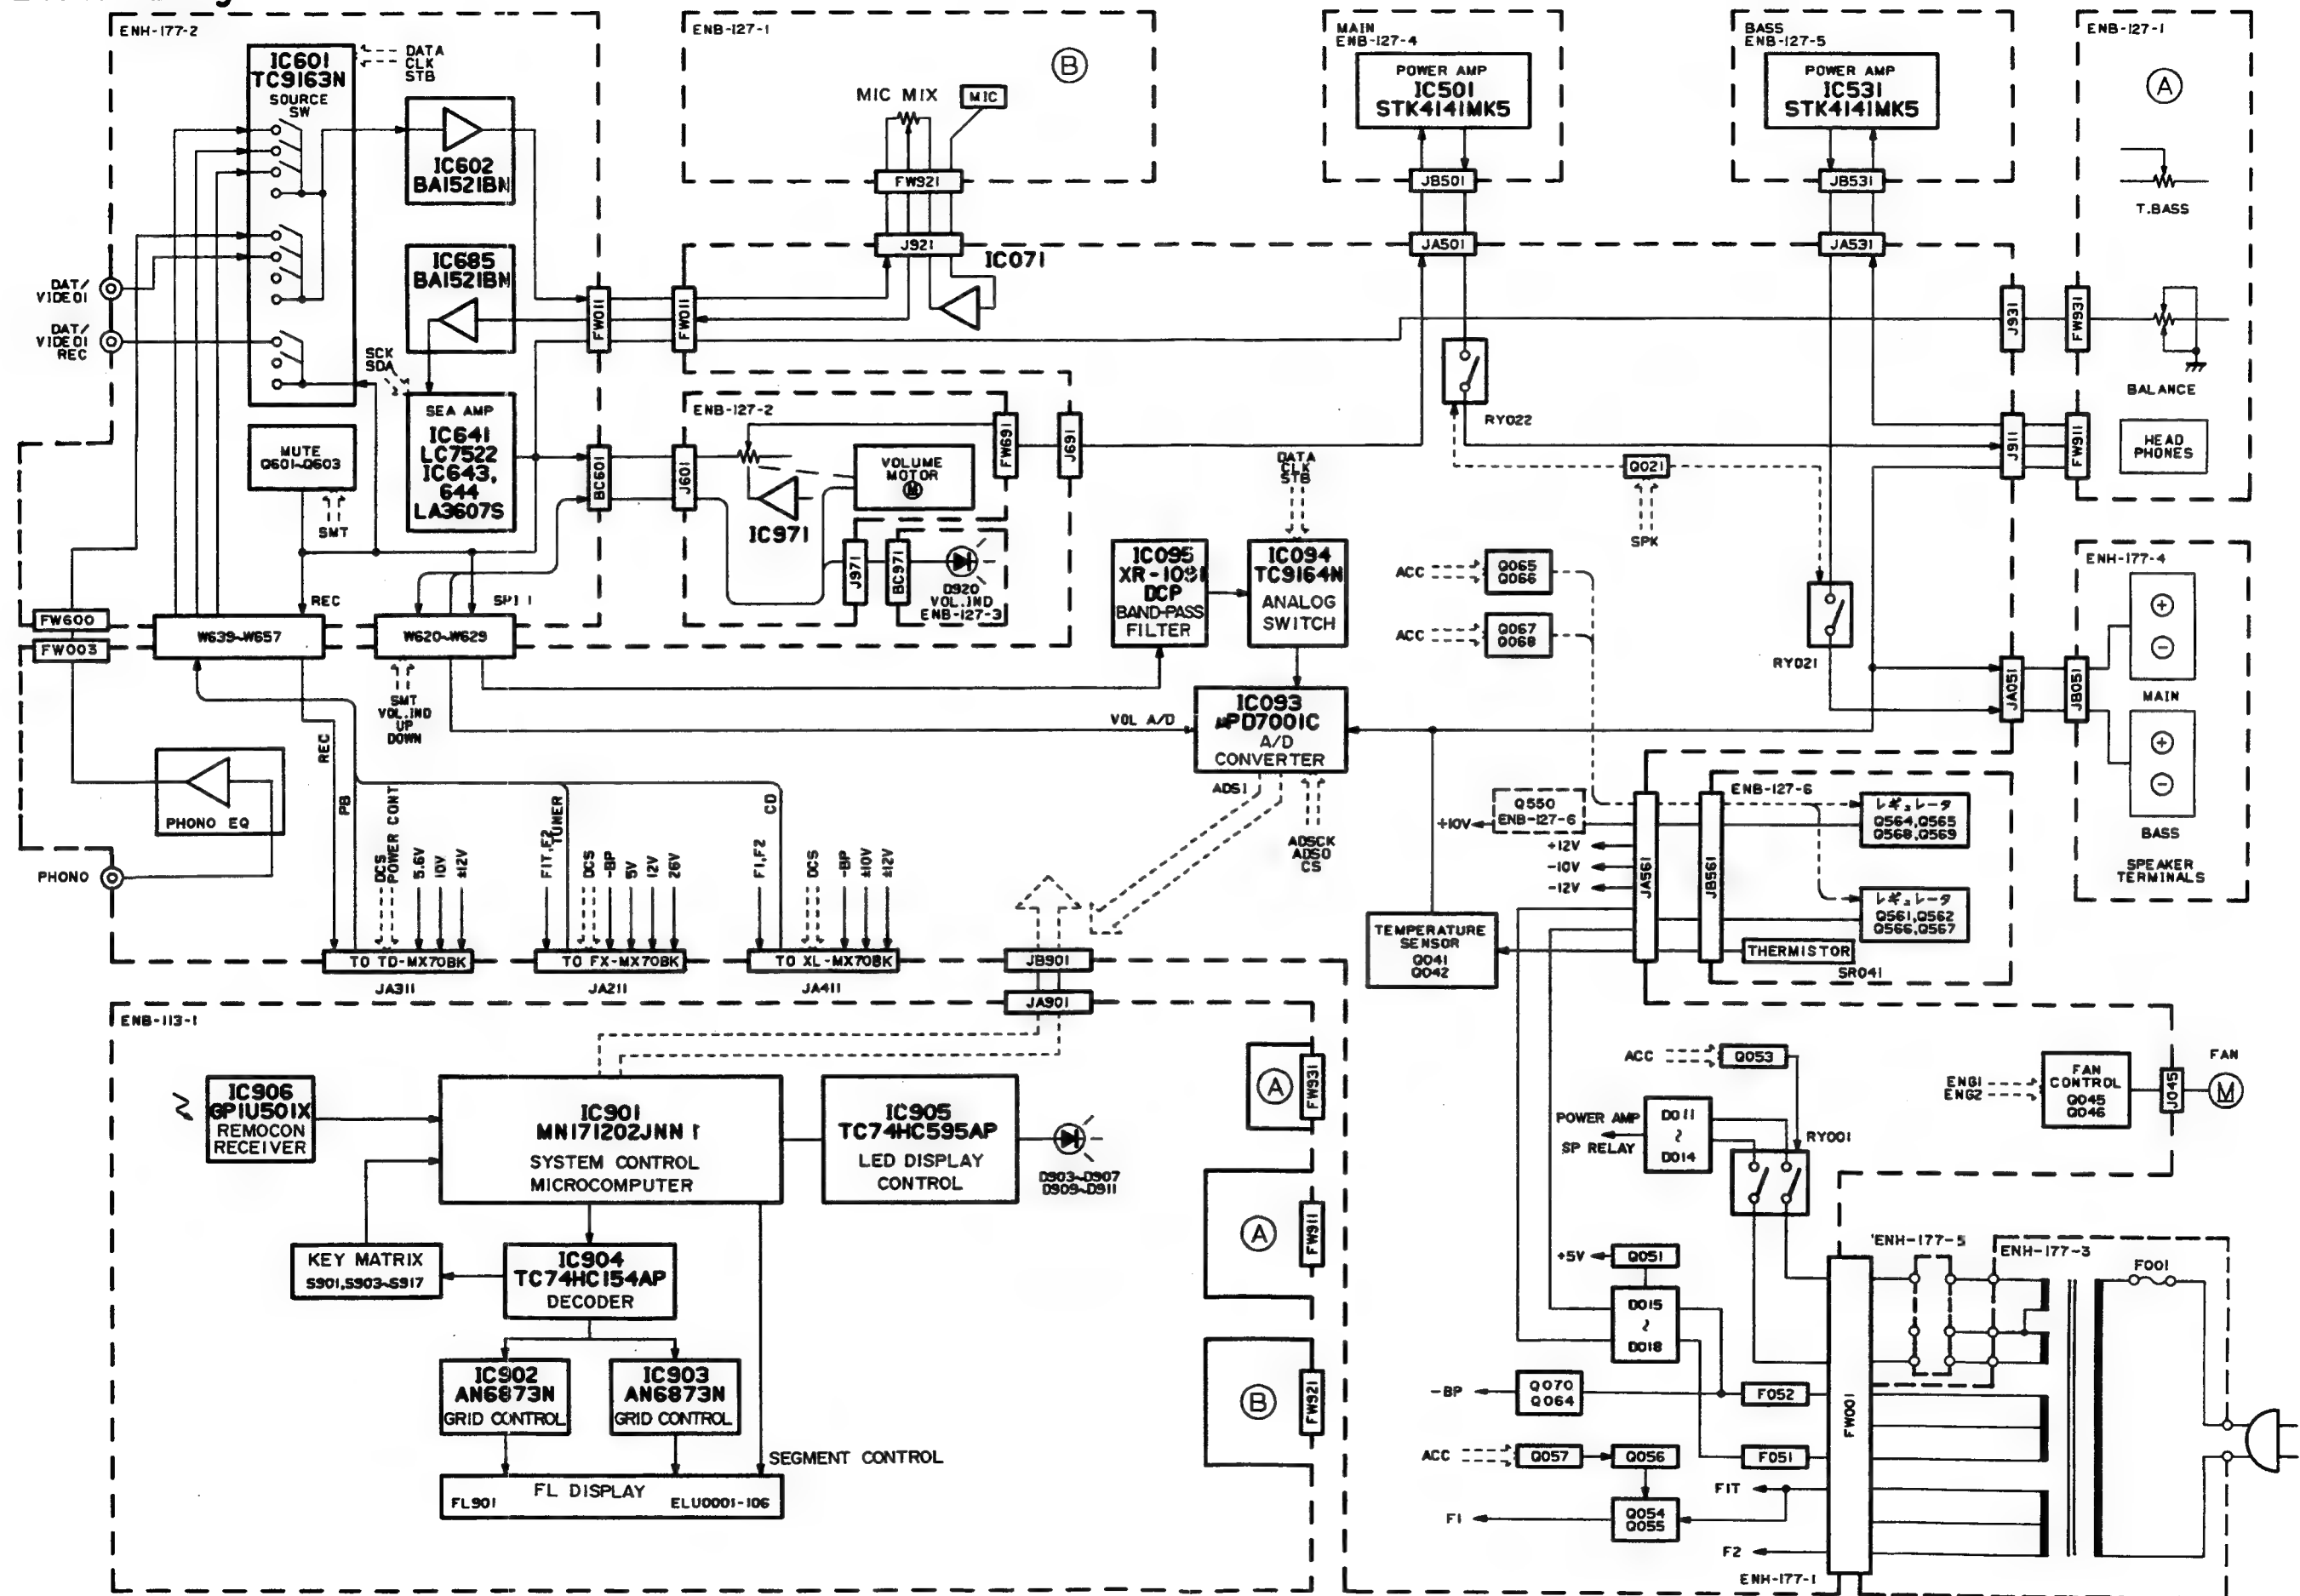 ENH-177-2
IC601
TC9163N
SOURCE
SW
DATA
CLK
STB
IC602
BA1521BN
IC685
BA1521BN
SCK
SDA
SEA AMP
IC641
LC7522
IC643,
644
LA3607S
MUTE
Q601~Q603
SMT
DAT/
VIDEO1
DAT/
VIDEO1
REC
FW011
BC601
REC
FW600
FW003
W639~W657
W620~W629
SMT
VOL.IND
UP
DOWN
PHONO EQ
PHONO
ENB-127-1
B
MIC MIX
MIC
FW921
J921
IC071
FW011
ENB-127-2
FW691
J691
J601
VOLUME
MOTOR
M
IC971
J971
BC971
D920
VOL.IND
ENB-127-3
MAIN
ENB-127-4
POWER AMP
IC501
STK4141MK5
JB501
JA501
BASS
ENB-127-5
POWER AMP
IC531
STK4141MK5
JB531
JA531
ENB-127-1
A
T.BASS
J931
FW931
BALANCE
J911
FW911
HEAD
PHONES
RY022
Q021
SPK
RY021
DATA
CLK
STB
IC095
DCP
BAND-PASS
FILTER
IC094
TC9164N
ANALOG
SWITCH
VOL A/D
IC093
μPD7001C
A/D
CONVERTER
ADS1
ADSCK
ADSO
CS
ACC
Q065
Q066
ACC
Q067
Q068
JA051
JB051
ENH-177-4
+
-
MAIN
+
-
BASS
SPEAKER
TERMINALS
+10V
Q550
ENB-127-6
+12V
-10V
-12V
JA561
JB561
ENB-127-6
レギュレータ
Q564,Q565
Q568,Q569
レギュレータ
Q561,Q562
Q566,Q567
THERMISTOR
SR041
TEMPERATURE
SENSOR
Q041
Q042
REC
PB
DCS
POWER CONT
5.6V
10V
±12V
F1T,F2
TUNER
DCS
-BP
5V
12V
26V
F1,F2
CD
DCS
-BP
±10V
±12V
TO TD-MX70BK
JA311
TO FX-MX70BK
JA211
TO XL-MX70BK
JA411
JB901
JA901
ENB-113-1
IC906
GP1U501X
REMOCON
RECEIVER
IC901
MN171202JNN1
SYSTEM CONTROL
MICROCOMPUTER
IC905
TC74HC595AP
LED DISPLAY
CONTROL
D903~D907
D909~D911
KEY MATRIX
S901,S903~S917
IC904
TC74HC154AP
DECODER
IC902
AN6873N
GRID CONTROL
IC903
AN6873N
GRID CONTROL
SEGMENT CONTROL
FL DISPLAY
FL901
ELU0001-106
A
FW931
A
FW911
B
FW921
ACC
Q053
POWER AMP
SP RELAY
D011
~
D014
RY001
ENG1
ENG2
FAN
CONTROL
Q045
Q046
J045
FAN
M
+5V
Q051
D015
~
D018
-BP
Q070
Q064
F052
ACC
Q057
Q056
F051
F1T
F1
Q054
Q055
F2
FW001
ENH-177-1
ENH-177-5
ENH-177-3
F001